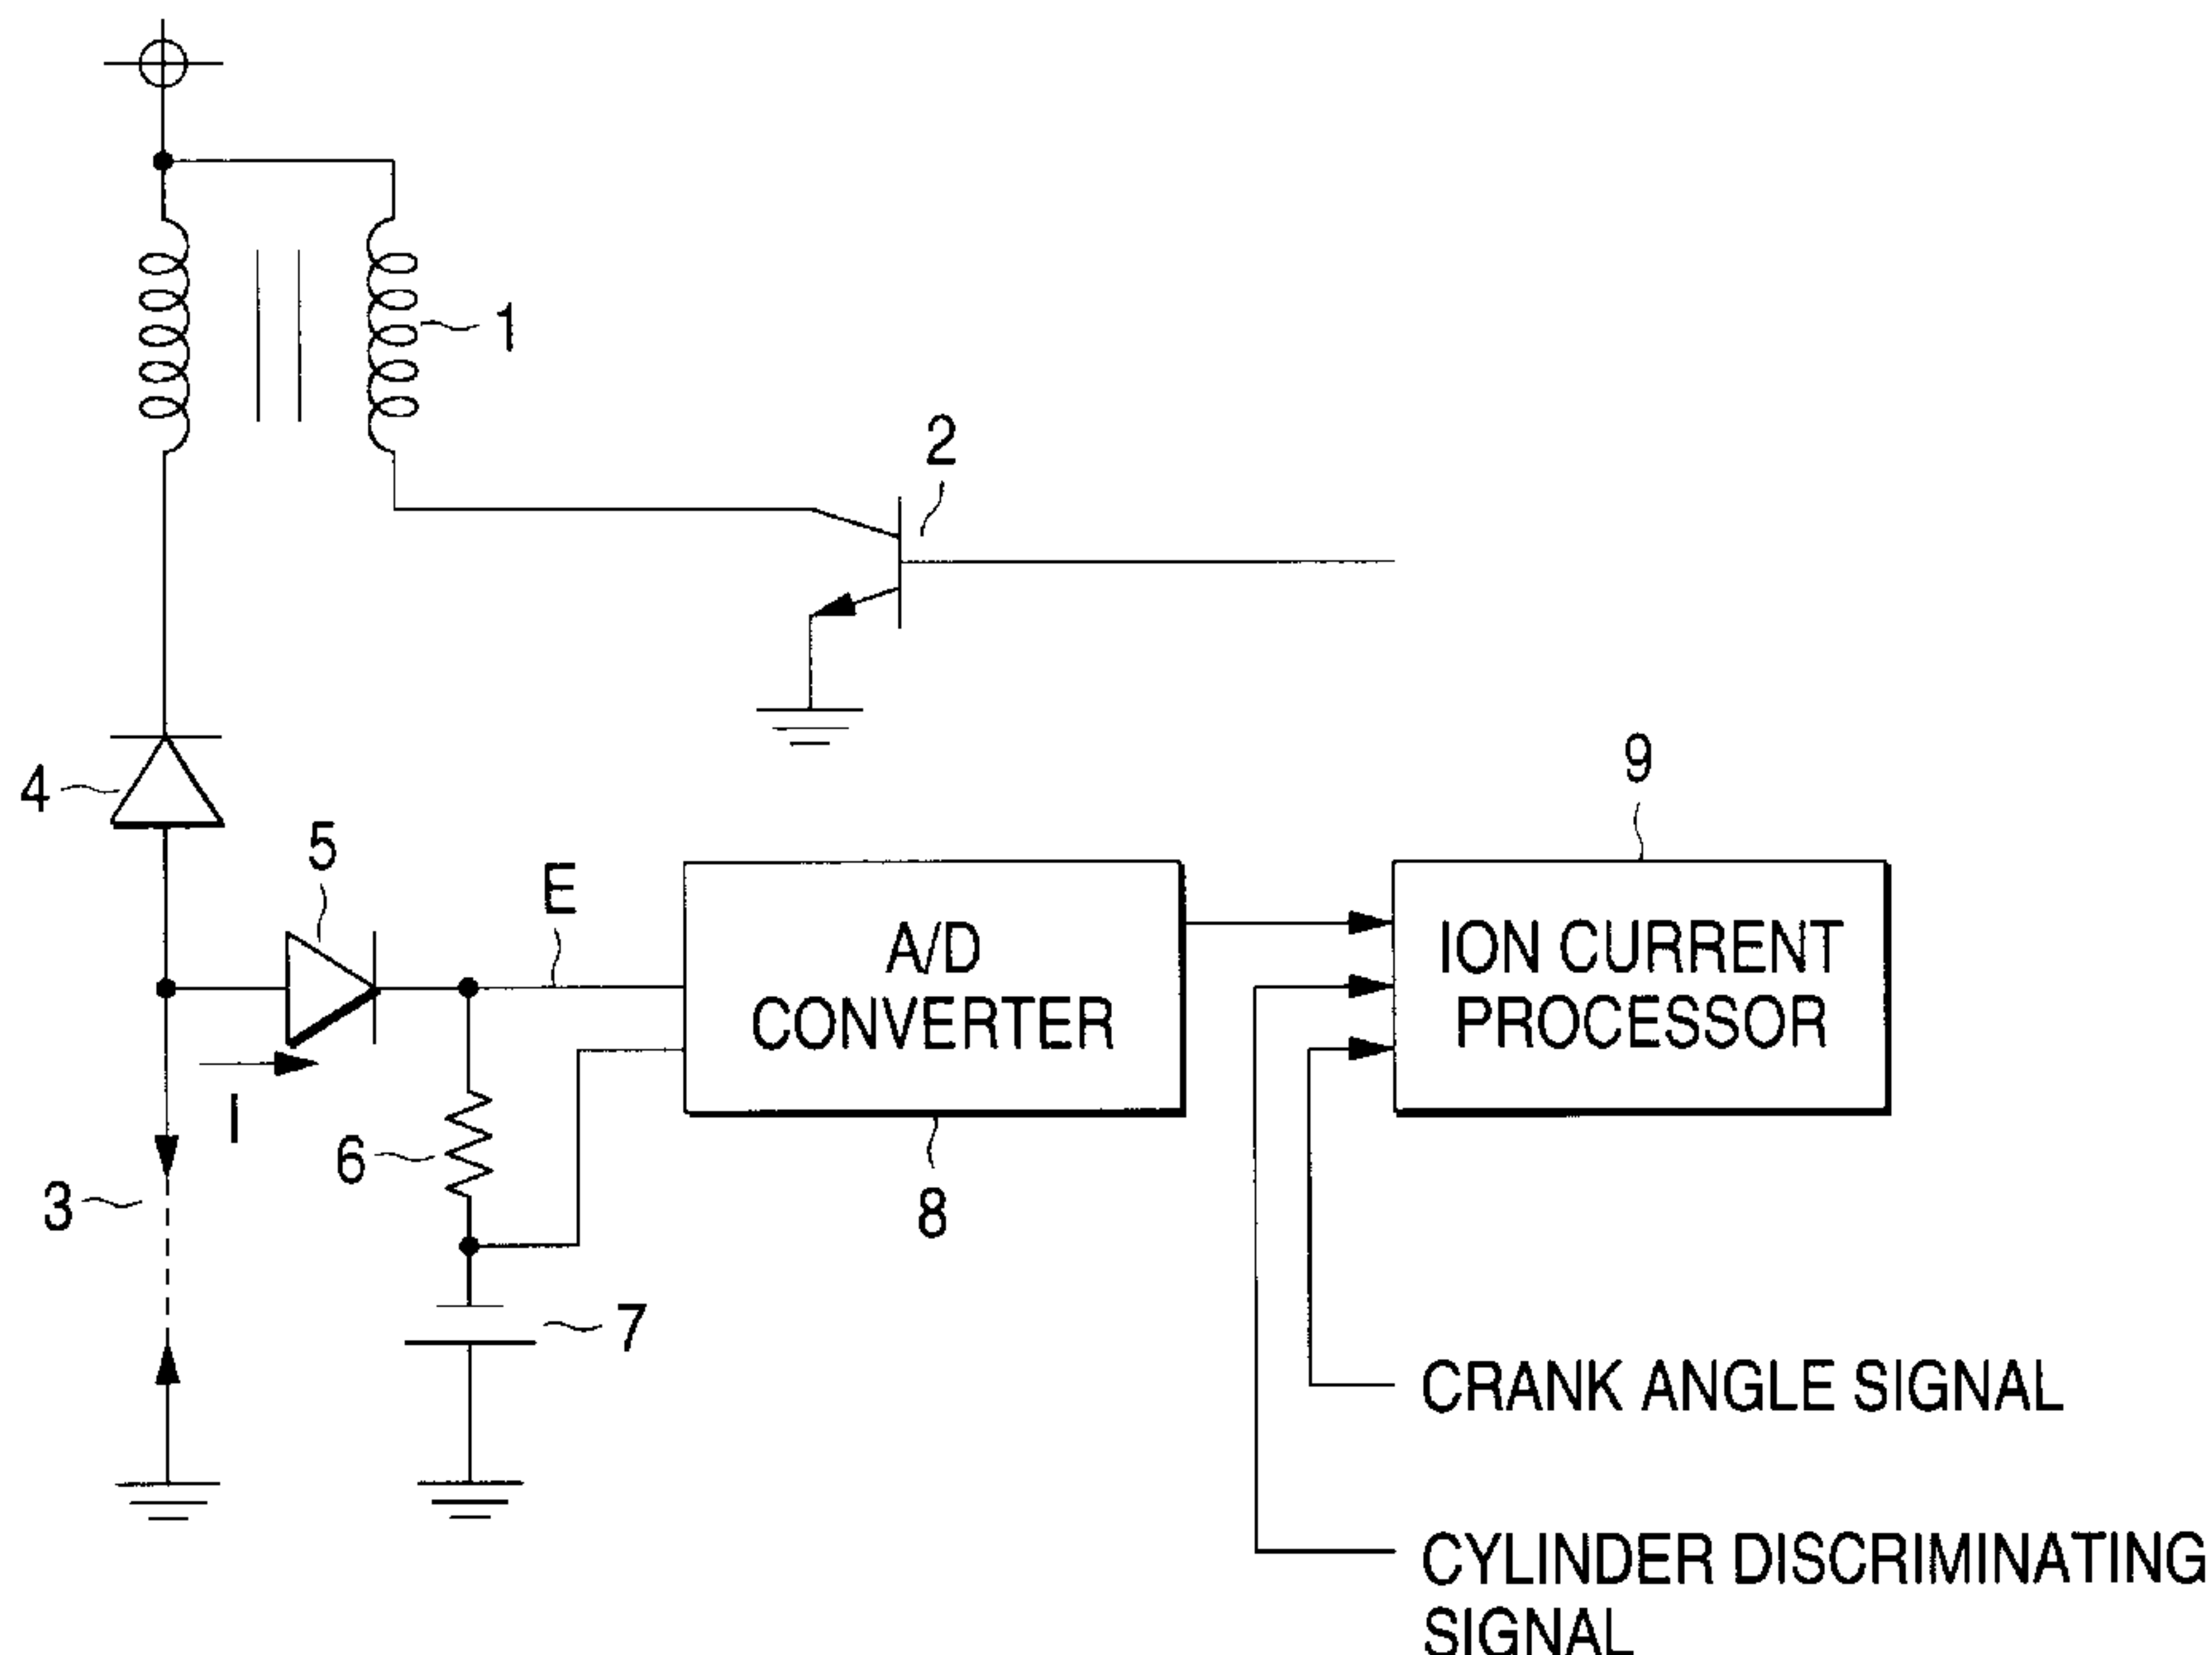 1
2
9
4
5
E
A/D
CONVERTER
ION CURRENT
PROCESSOR
I
6
3
8
7
CRANK ANGLE SIGNAL
CYLINDER DISCRIMINATING
SIGNAL